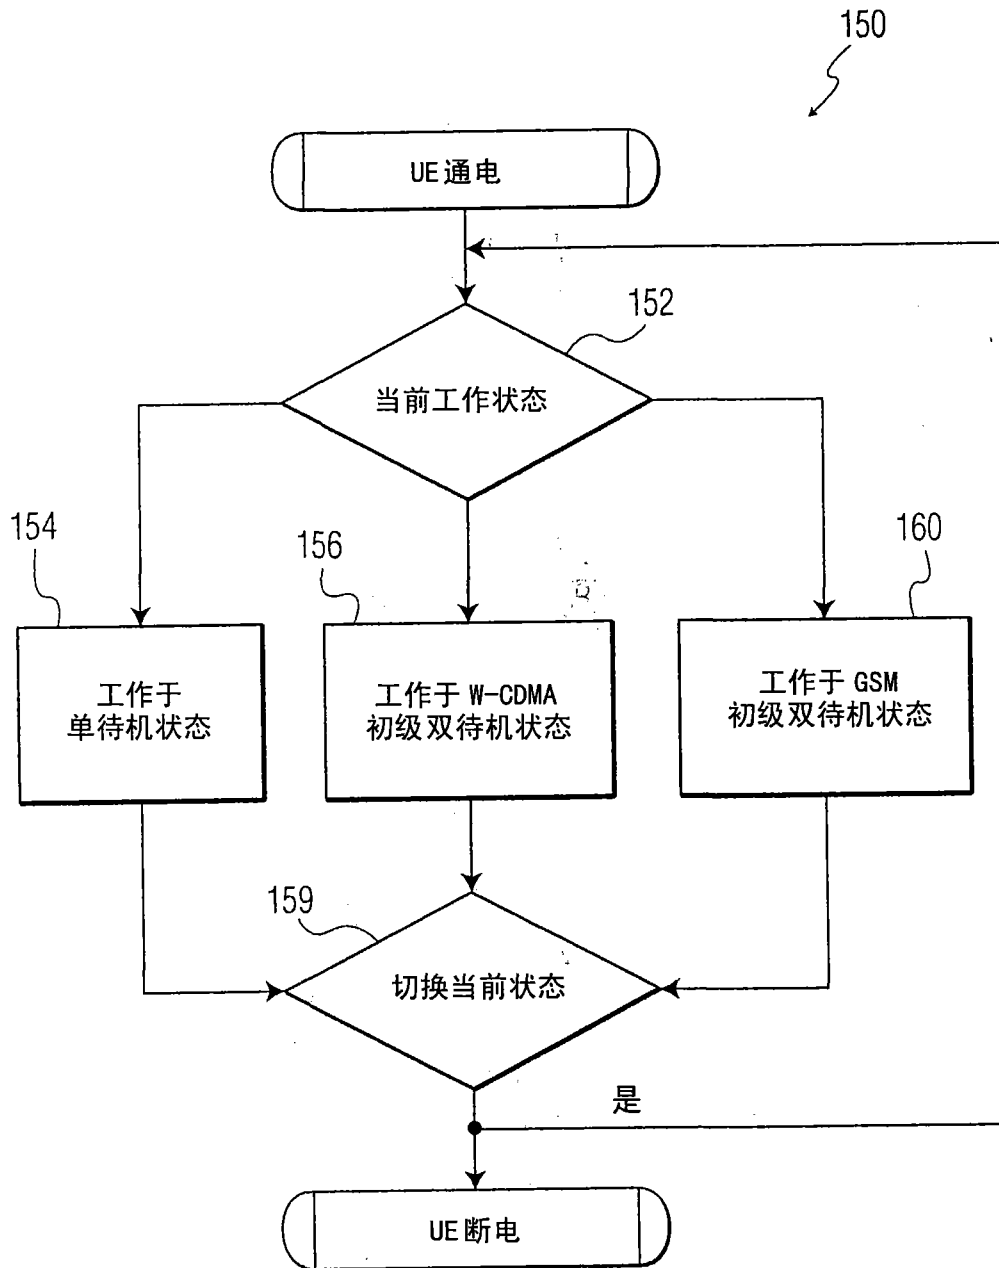 150
UE通电
152
当前工作状态
154
156
160
工作于
单待机状态
工作于 W-CDMA
初级双待机状态
工作于 GSM
初级双待机状态
159
切换当前状态
是
UE断电